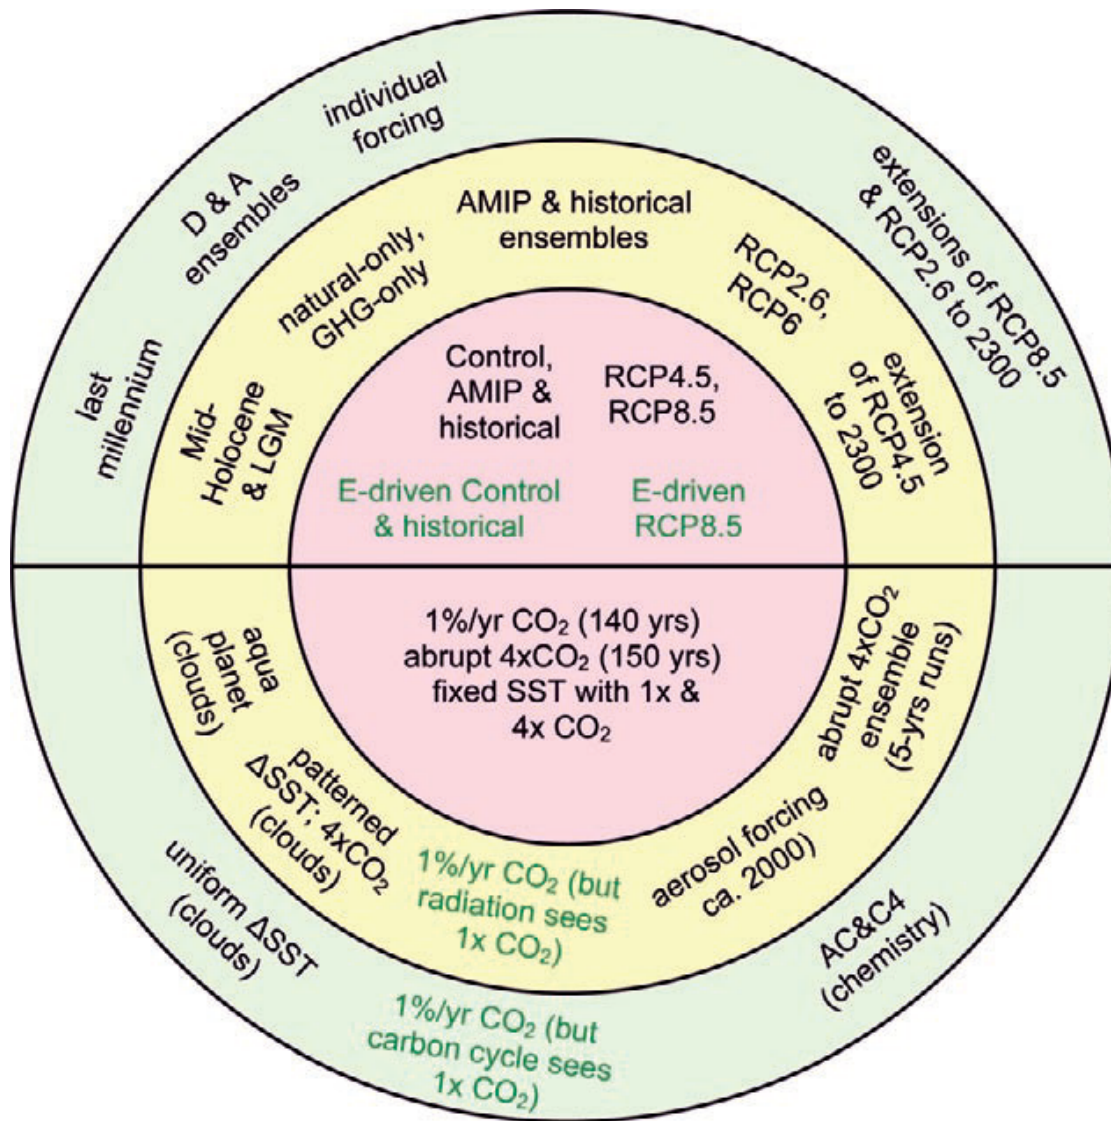 individual
forcing
D & A
ensembles
last
millennium
extensions of RCP8.5
& RCP2.6 to 2300
AMIP & historical
ensembles
natural-only,
GHG-only
Mid-
Holocene
& LGM
RCP2.6,
RCP6
extension
of RCP4.5
to 2300
Control,
AMIP &
historical
RCP4.5,
RCP8.5
E-driven Control
& historical
E-driven
RCP8.5
1%/yr CO₂ (140 yrs)
abrupt 4xCO₂ (150 yrs)
fixed SST with 1x &
4x CO₂
aqua
planet
(clouds)
patterned
ΔSST; 4xCO₂
(clouds)
1%/yr CO₂ (but
radiation sees
1x CO₂)
aerosol forcing
ca. 2000)
abrupt 4xCO₂
ensemble
(5-yrs runs)
uniform ΔSST
(clouds)
1%/yr CO₂ (but
carbon cycle sees
1x CO₂)
AC&C4
(chemistry)